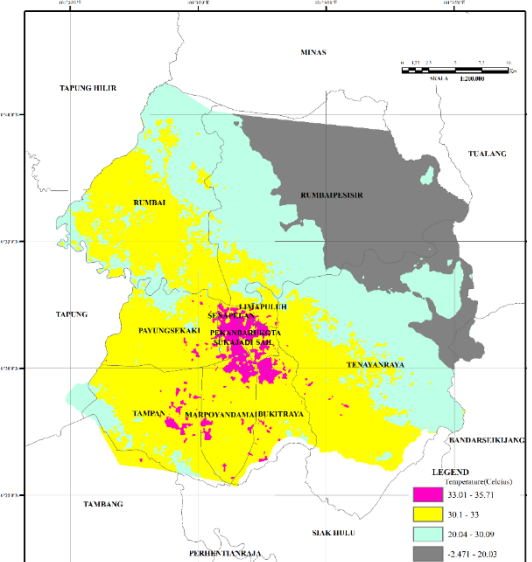 MINAS
SKALA 1:200.000
TAPUNG HILIR
TUALANG
RUMBAIPESISIR
RUMBAI
LIMAPULUH
SENAPELAN
TAPUNG
PAYUNGSEKAKI
PEKANBARUKOTA
SUKAJADI SAIL
TENAYANRAYA
TAMPAN
MARPOYANDAMAI
BUKITRAYA
BANDARSEIKIJANG
LEGEND
Temperature(Celcius)
33.01 - 35.71
30.1 - 33
20.04 - 30.09
-2.471 - 20.03
TAMBANG
SIAK HULU
PERHENTIANRAJA